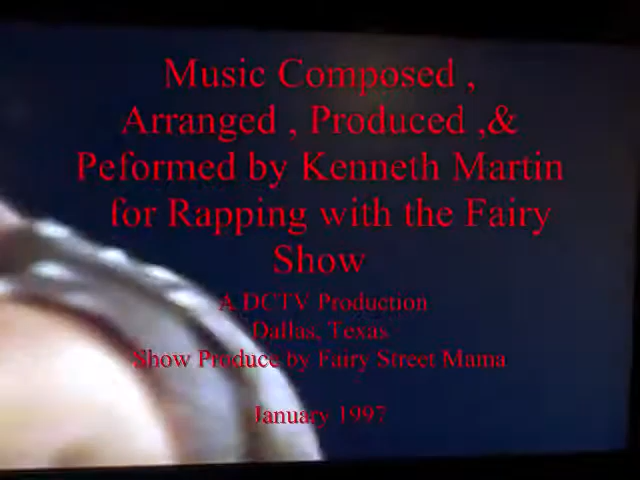 Music Composed ,
Arranged , Produced ,&
Peformed by Kenneth Martin
for Rapping with the Fairy
Show
A DCTV Production
Dallas, Texas
Show Produce by Fairy Street Mama
January 1997